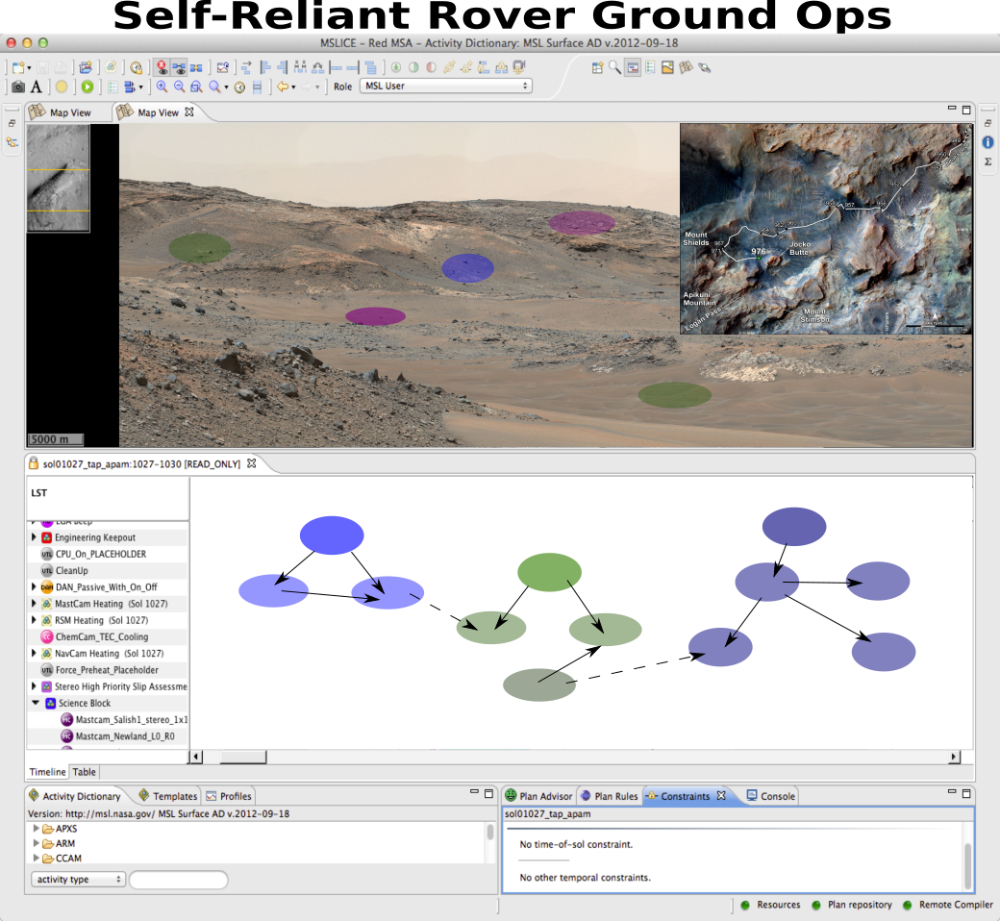 Self-Reliant Rover Ground Ops
MSLICE - Red MSA - Activity Dictionary: MSL Surface AD v.2012-09-18
Role
MSL User
Map View
Map View
Mount
Shields
967
976
Jocko
Butte
957
Apikuni
Mountain
Logan Pass
Mount
Stimson
5000 m
sol01027_tap_apam:1027-1030 [READ_ONLY]
LST
Engineering Keepout
CPU_On_PLACEHOLDER
CleanUp
DAN_Passive_With_On_Off
MastCam Heating (Sol 1027)
RSM Heating (Sol 1027)
ChemCam_TEC_Cooling
NavCam Heating (Sol 1027)
Force_Preheat_Placeholder
Stereo High Priority Slip Assessme
Science Block
Mastcam_Salish1_stereo_1x1
Mastcam_Newland_L0_R0
Timeline
Table
Activity Dictionary
Templates
Profiles
Version: http://msl.nasa.gov/ MSL Surface AD v.2012-09-18
APXS
ARM
CCAM
activity type
Plan Advisor
Plan Rules
Constraints
Console
sol01027_tap_apam
No time-of-sol constraint.
No other temporal constraints.
Resources
Plan repository
Remote Compiler